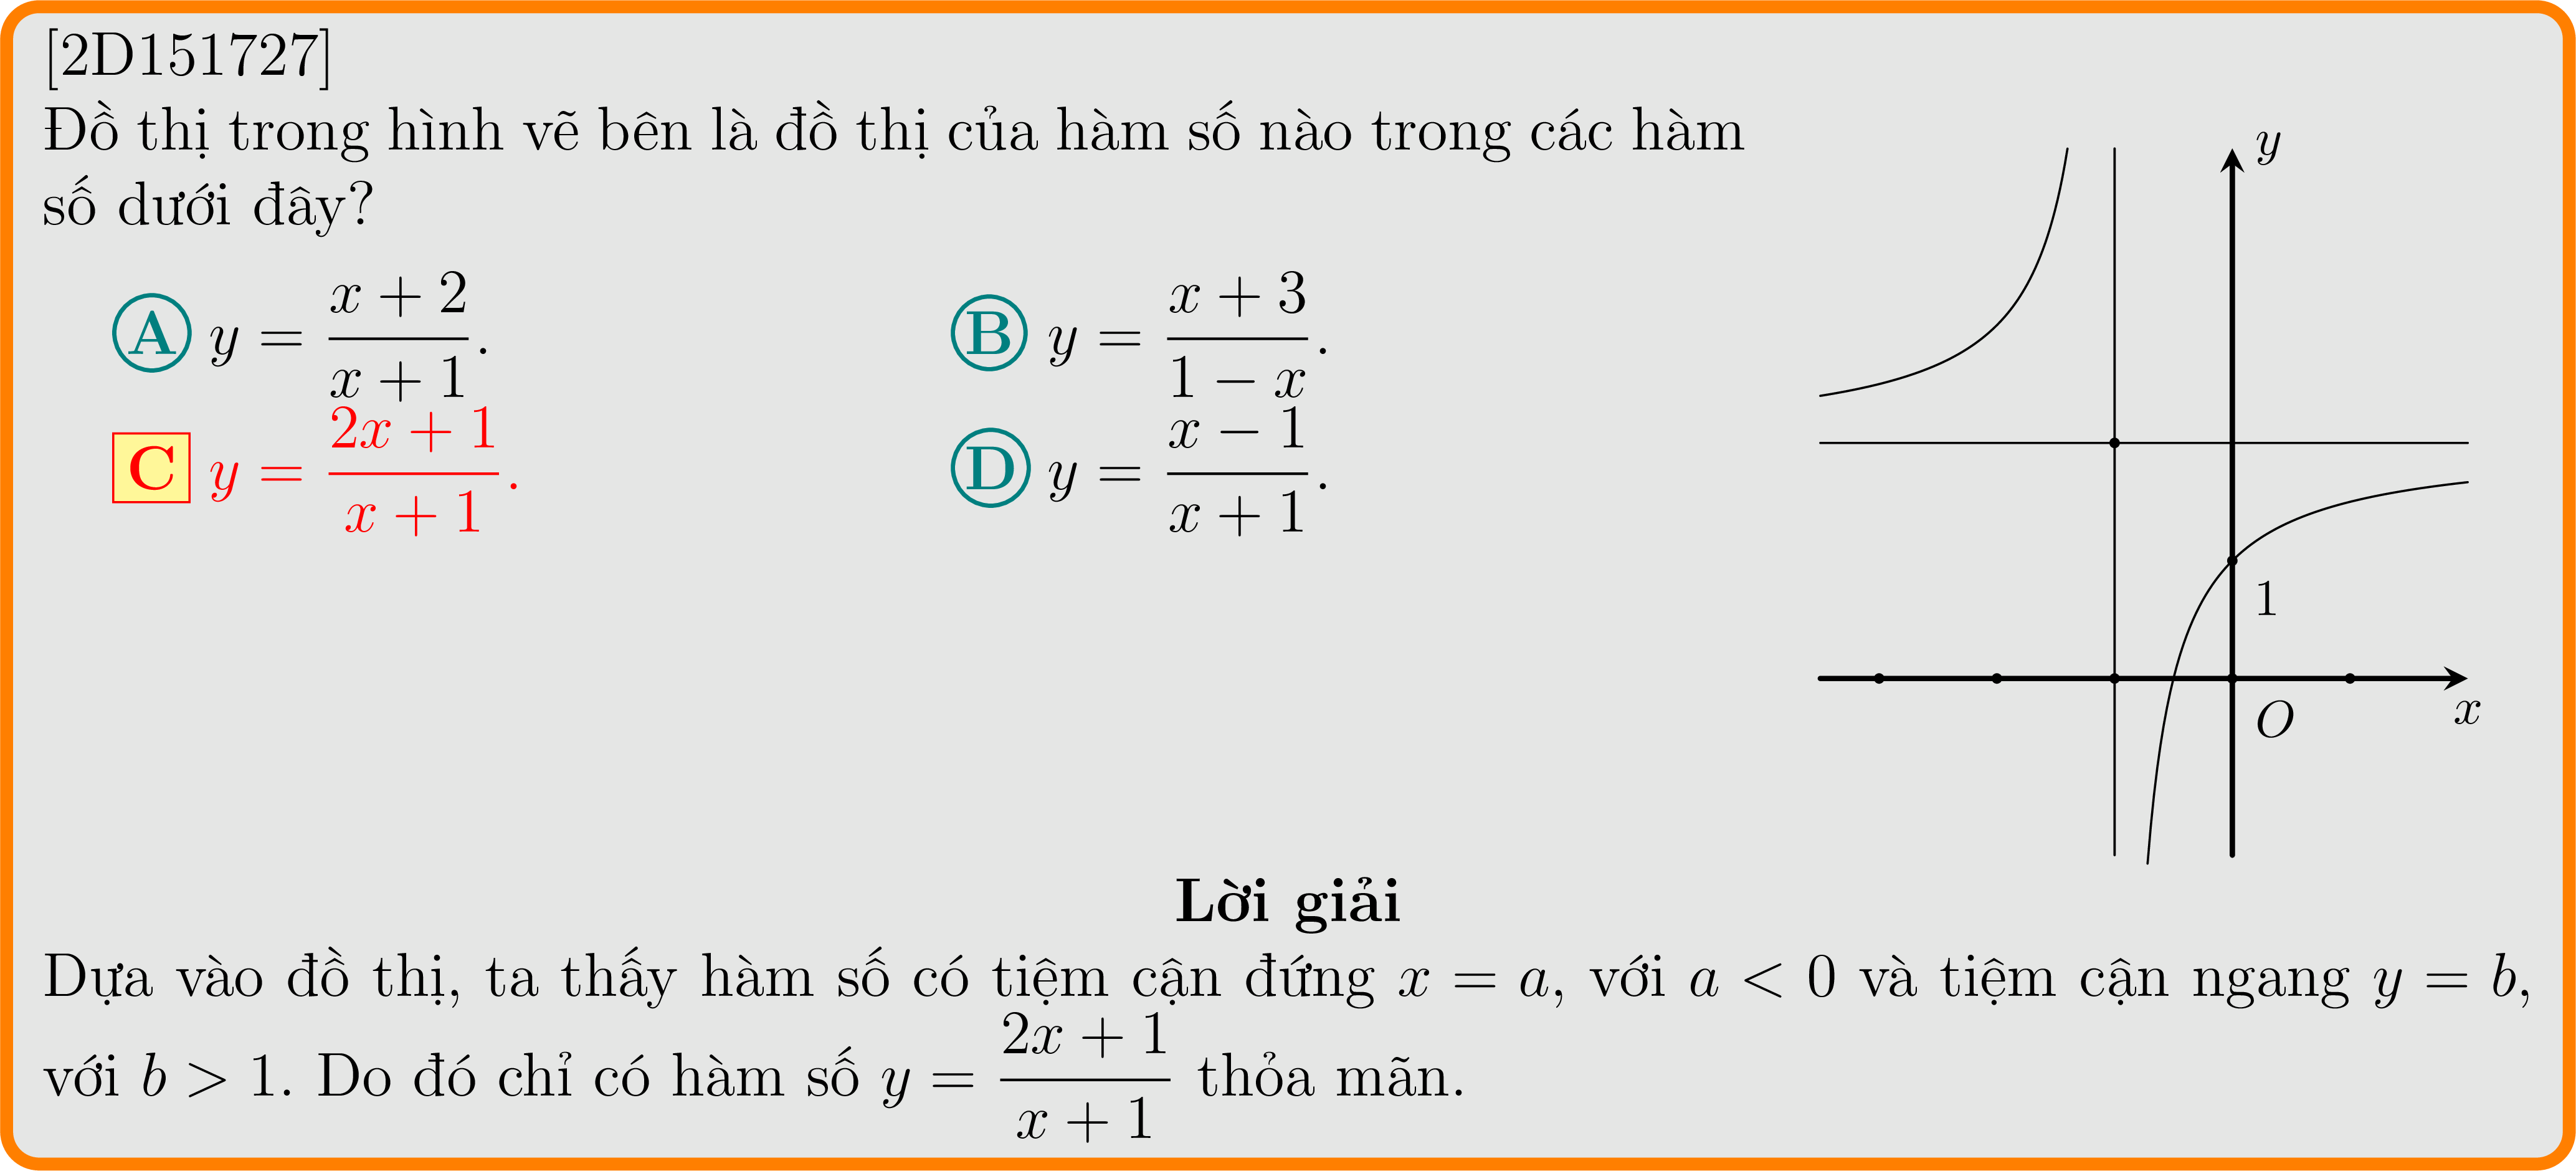 [2D151727]
Đồ thị trong hình vẽ bên là đồ thị của hàm số nào trong các hàm
số dưới đây?
A y = \frac{x + 2}{x + 1}.
B y = \frac{x + 3}{1 − x}.
C y = \frac{2x + 1}{x + 1}.
D y = \frac{x − 1}{x + 1}.
y
1
O
x
Lời giải
Dựa vào đồ thị, ta thấy hàm số có tiệm cận đứng x = a, với a < 0 và tiệm cận ngang y = b,
với b > 1. Do đó chỉ có hàm số y = \frac{2x + 1}{x + 1} thỏa mãn.